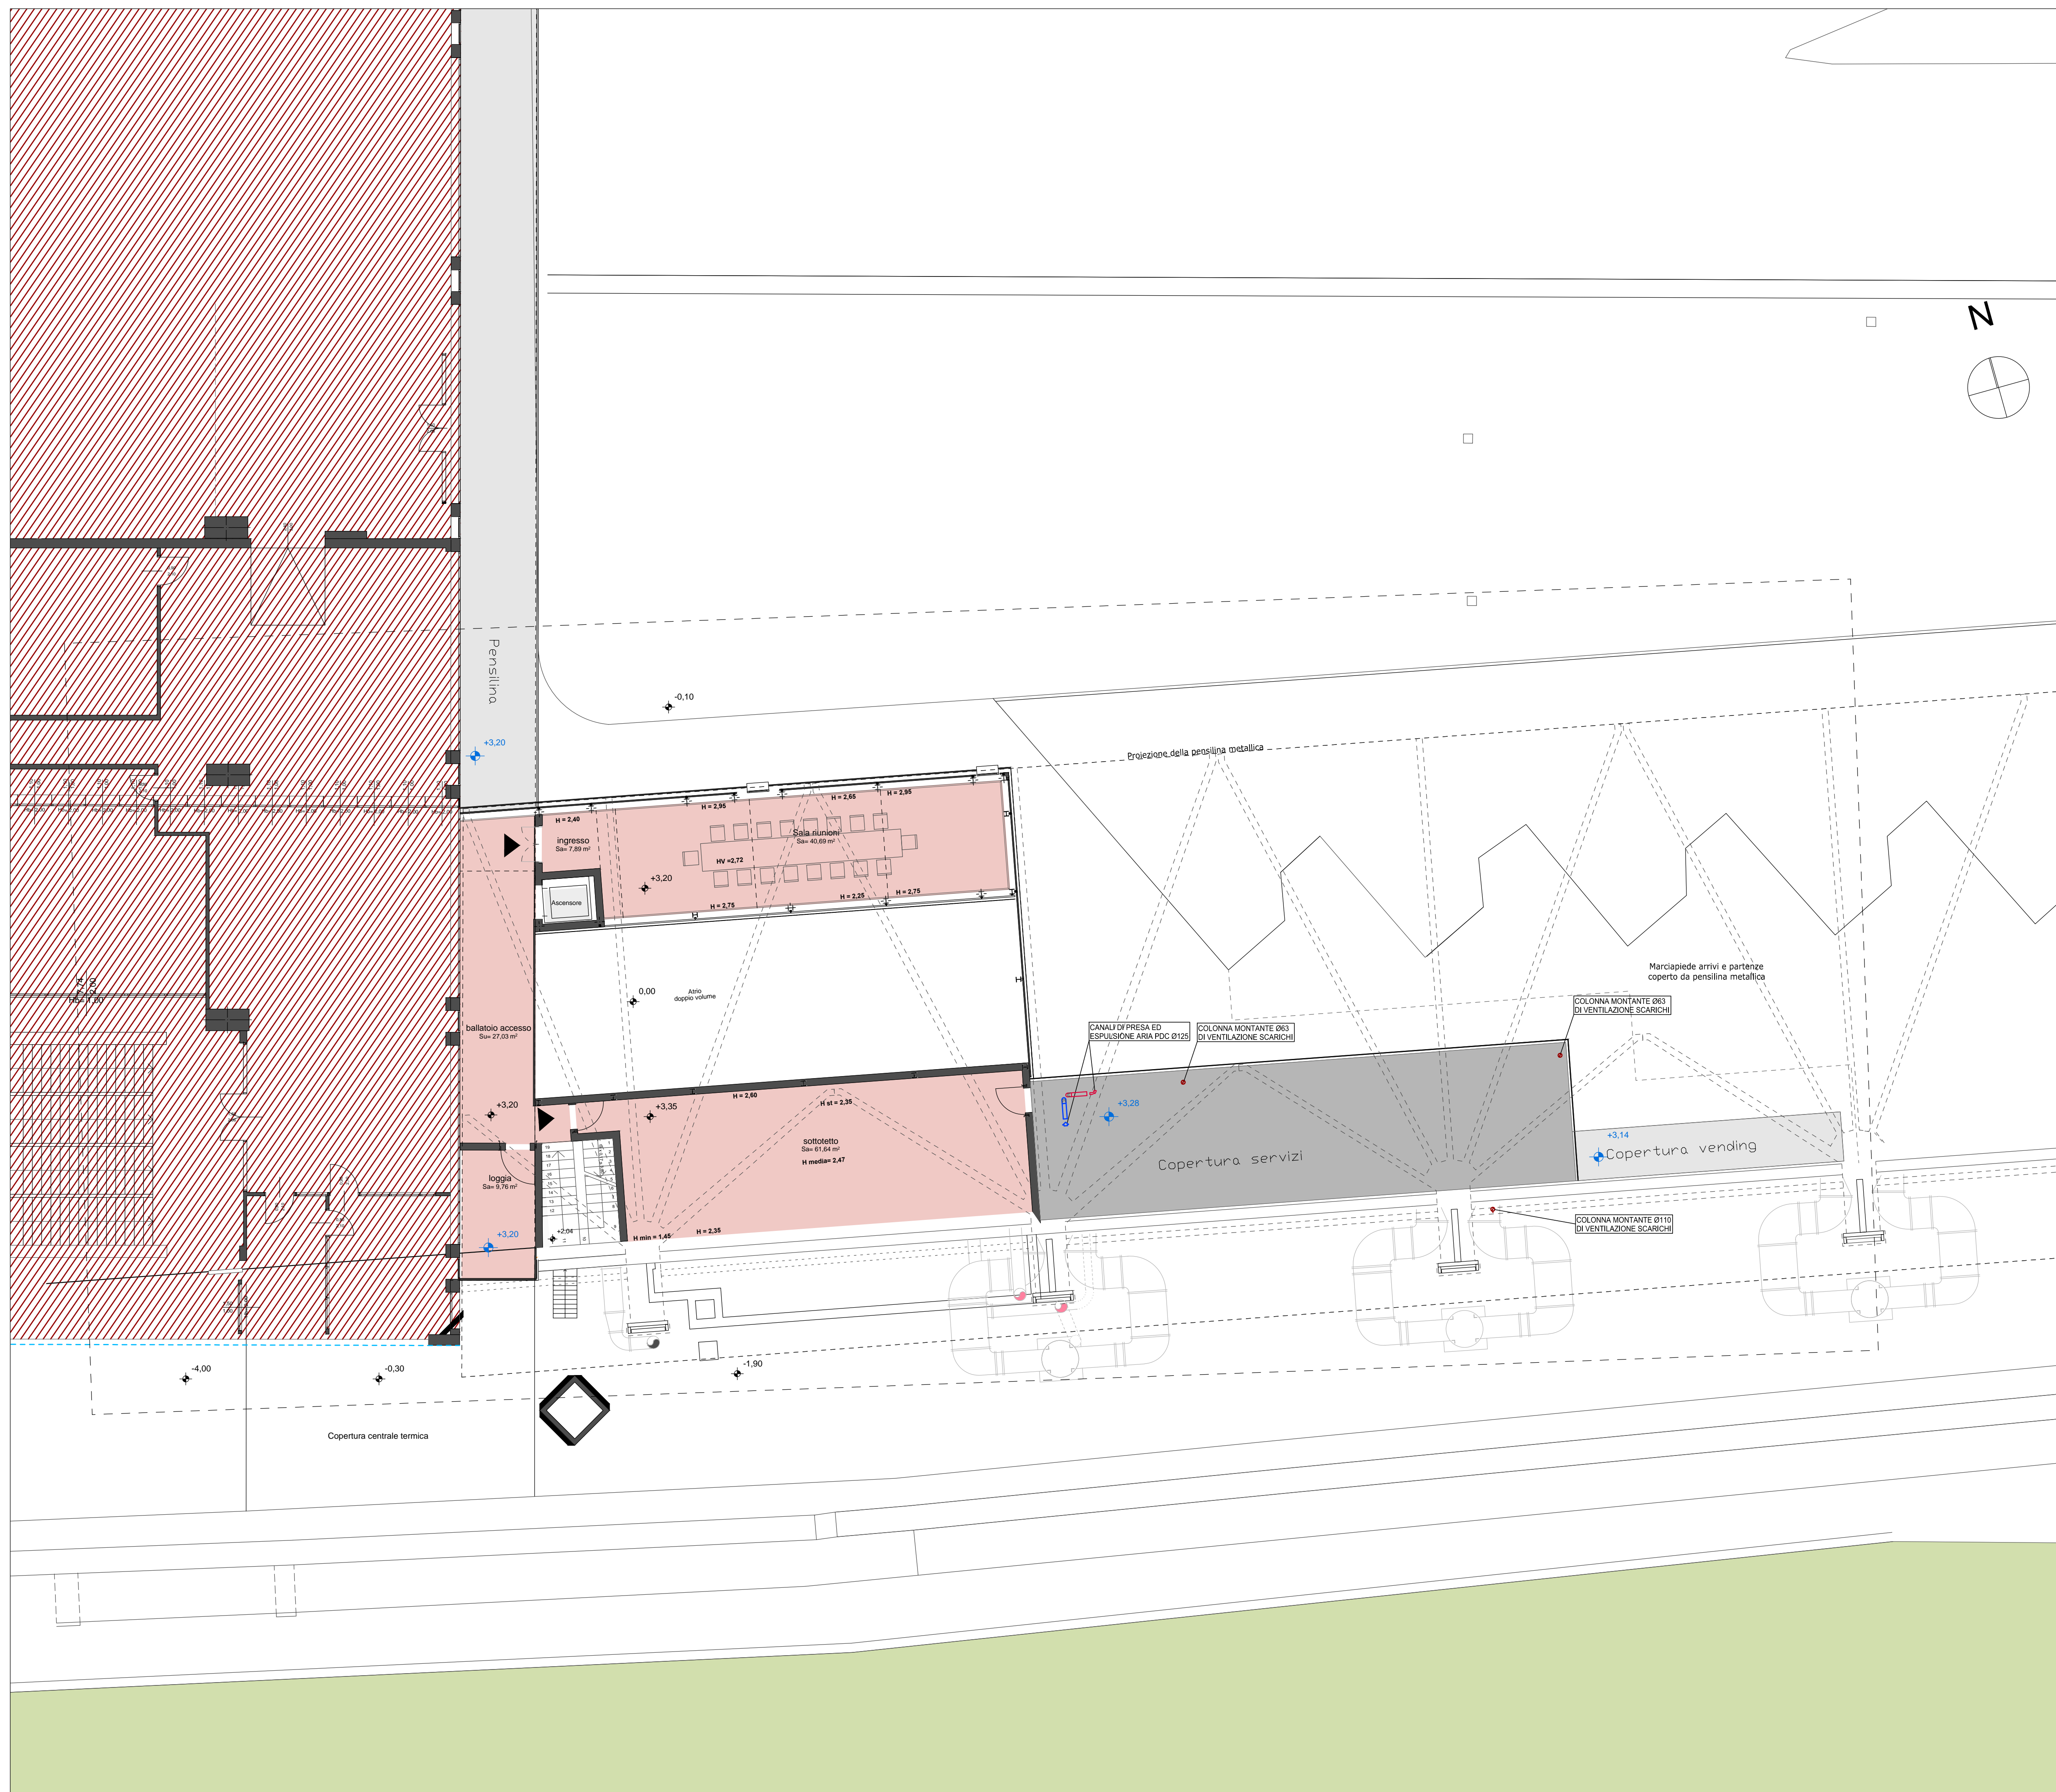 N
Pensilina
-0,10
+3,20
Proiezione della pensilina metallica
H = 2,95
H = 2,65
H = 2,95
H = 2,40
ingresso
Sa= 7,89 m²
Sala riunioni
Sa= 40,69 m²
HV =2,72
+3,20
Ascensore
H = 2,75
H = 2,25
H = 2,75
Marciapiede arrivi e partenze
coperto da pensilina metallica
0,00
Atrio
doppio volume
COLONNA MONTANTE Ø63
DI VENTILAZIONE SCARICHI
ballatoio accesso
Su= 27,03 m²
CANALI DI PRESA ED
ESPULSIONE ARIA PDC Ø125
COLONNA MONTANTE Ø63
DI VENTILAZIONE SCARICHI
H = 2,60
H st = 2,35
+3,20
+3,35
+3,28
sottotetto
Sa= 61,64 m²
H media= 2,47
+3,14
Copertura vending
Copertura servizi
loggia
Sa= 9,76 m²
+3,20
+2,04
H min = 1,45
H = 2,35
COLONNA MONTANTE Ø110
DI VENTILAZIONE SCARICHI
-4,00
-0,30
-1,90
Copertura centrale termica